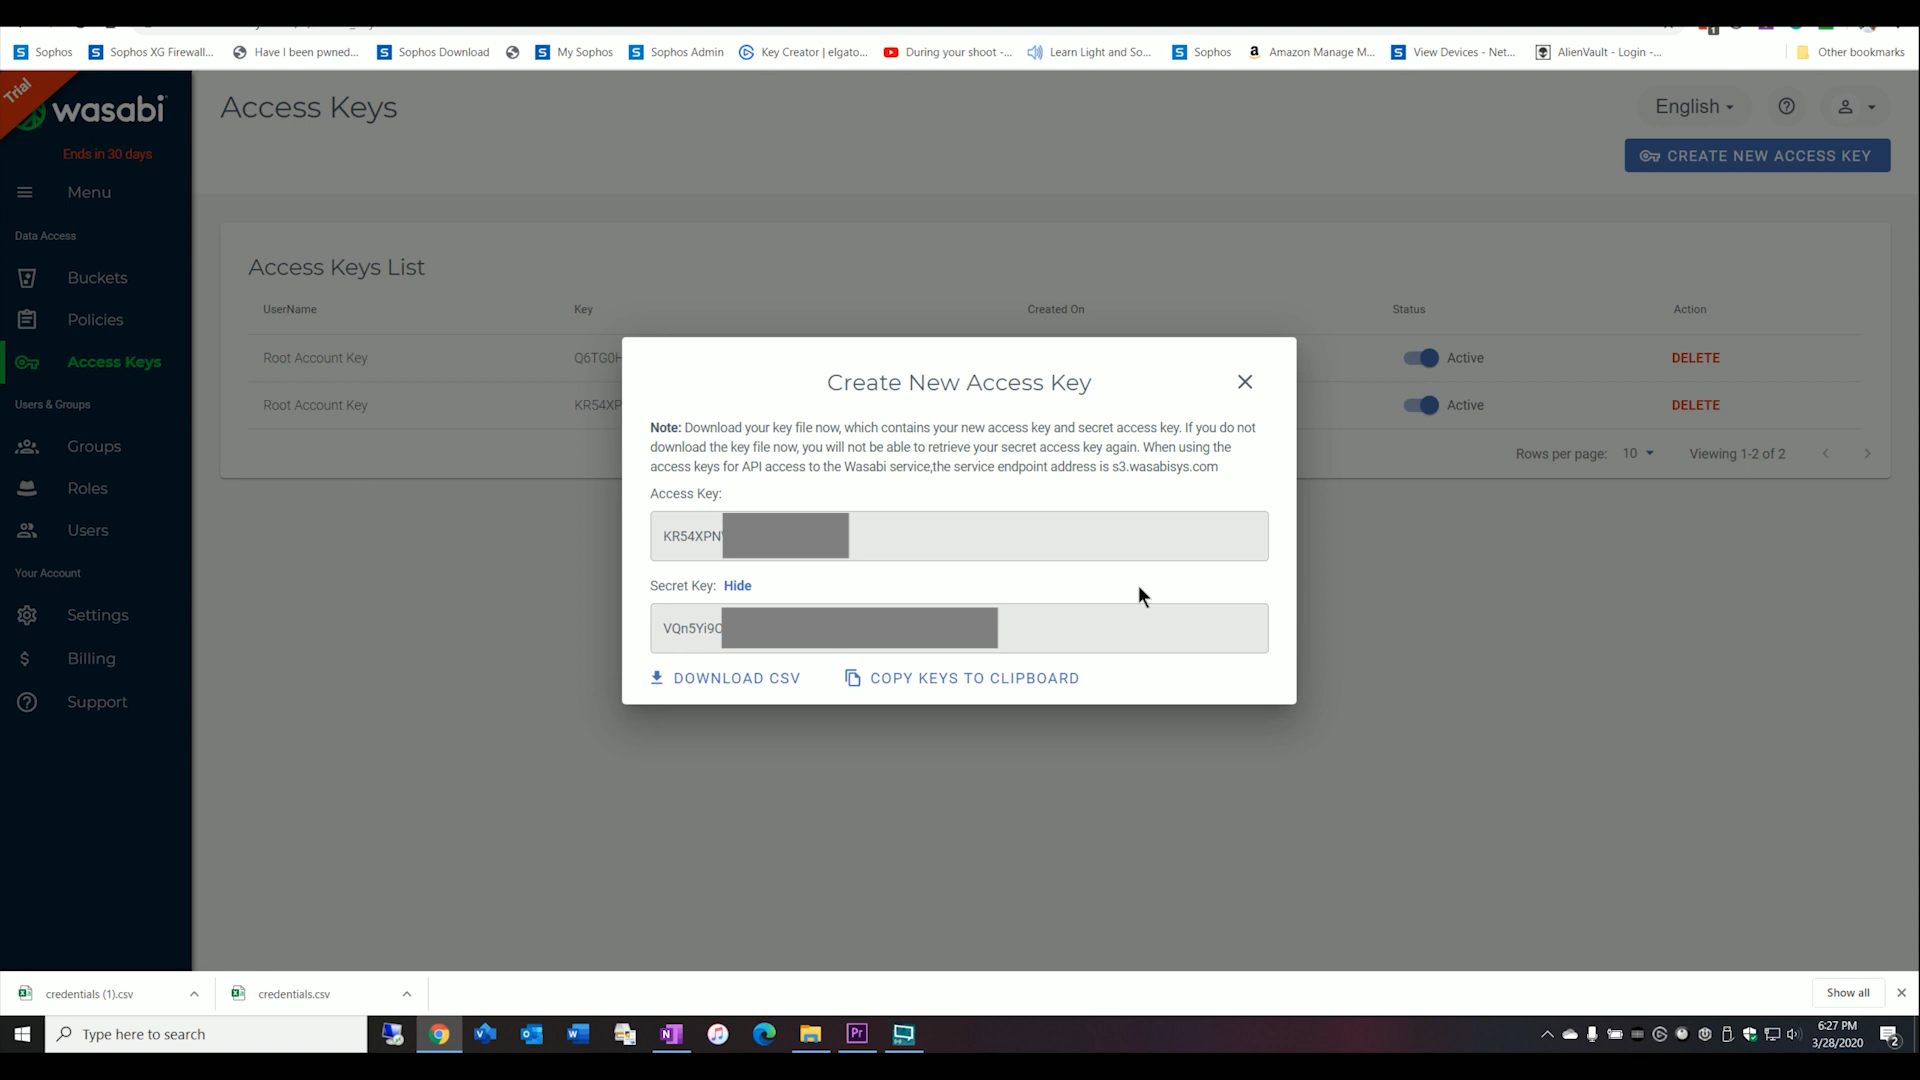 Sophos
Sophos XG Firewall...
Have I been pwned...
Sophos Download
My Sophos
Sophos Admin
Key Creator | elgato...
During your shoot -...
Learn Light and So...
Sophos
Amazon Manage M...
View Devices - Net...
AlienVault - Login -...
Other bookmarks
Trial
wasabi
Ends in 30 days
Menu
Data Access
Buckets
Policies
Access Keys
Users & Groups
Groups
Roles
Users
Your Account
Settings
Billing
Support
Access Keys
English
CREATE NEW ACCESS KEY
Access Keys List
UserName Key Created On Status Action
Root Account Key Q6TG0H Active DELETE
Root Account Key KR54XP Active DELETE
Rows per page: 10 Viewing 1-2 of 2
Create New Access Key
Note: Download your key file now, which contains your new access key and secret access key. If you do not
download the key file now, you will not be able to retrieve your secret access key again. When using the
access keys for API access to the Wasabi service,the service endpoint address is s3.wasabisys.com
Access Key:
KR54XPN
Secret Key: Hide
VQn5Yi9
DOWNLOAD CSV COPY KEYS TO CLIPBOARD
credentials (1).csv
credentials.csv
Show all
Type here to search
6:27 PM
3/28/2020
2